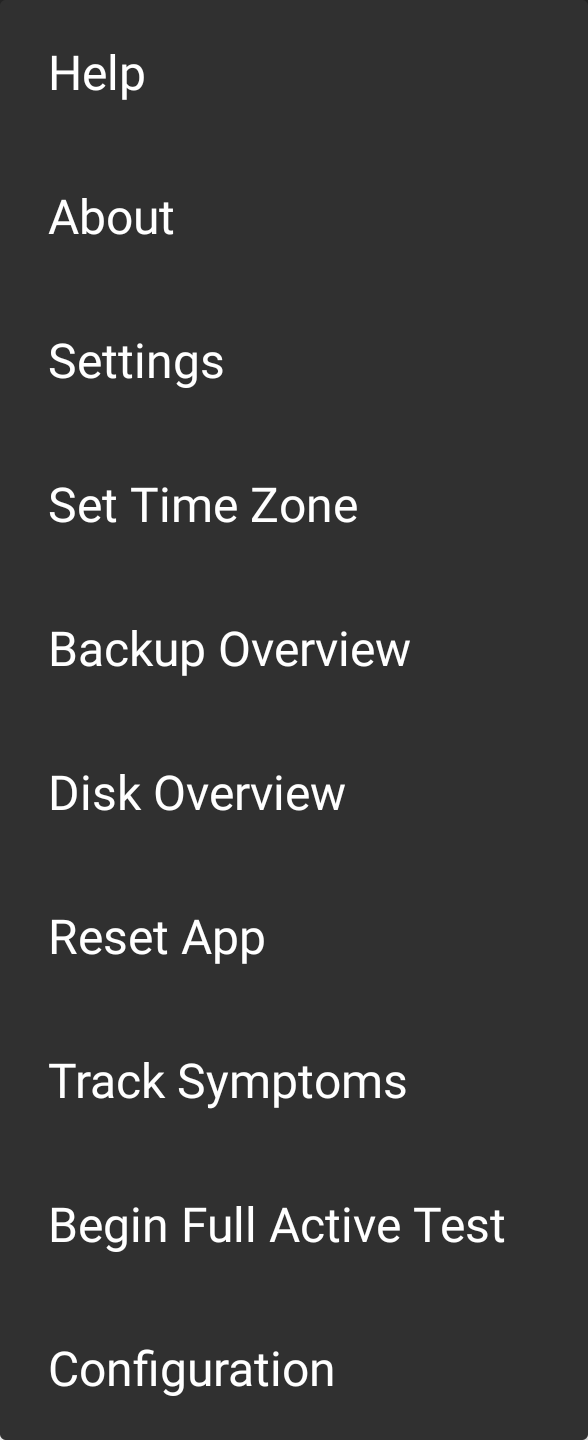 Help
About
Settings
Set Time Zone
Backup Overview
Disk Overview
Reset App
Track Symptoms
Begin Full Active Test
Configuration